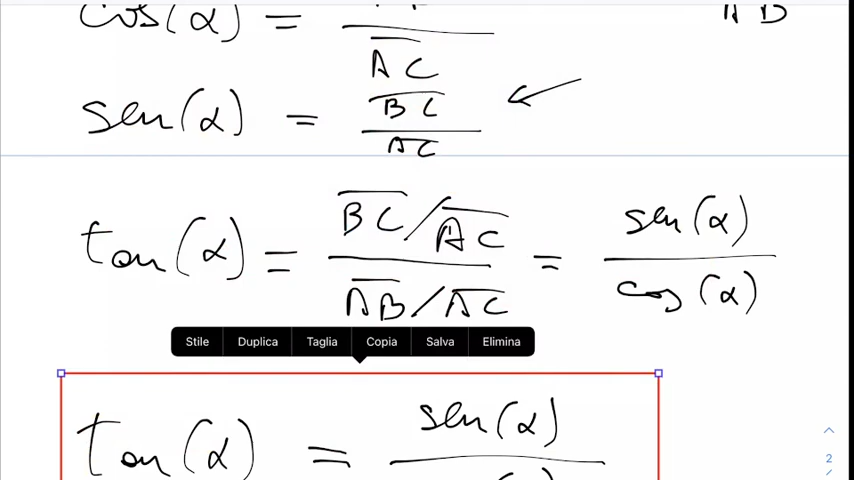 cos(α) =
AC
sen(α) = BC / AC
tan(α) = BC/AC / AB/AC = sen(α) / cos(α)
Stile Duplica Taglia Copia Salva Elimina
tan(α) = sen(α)
2